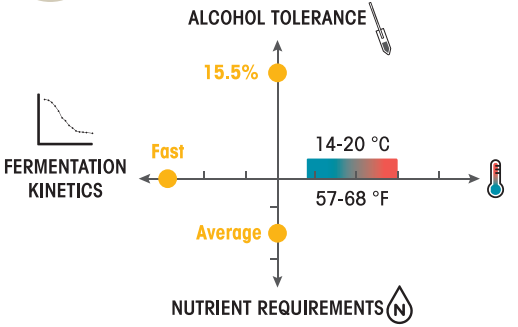 ALCOHOL TOLERANCE
15.5%
Fast
14-20 °C
FERMENTATION
KINETICS
57-68 °F
Average
NUTRIENT REQUIREMENTS
N